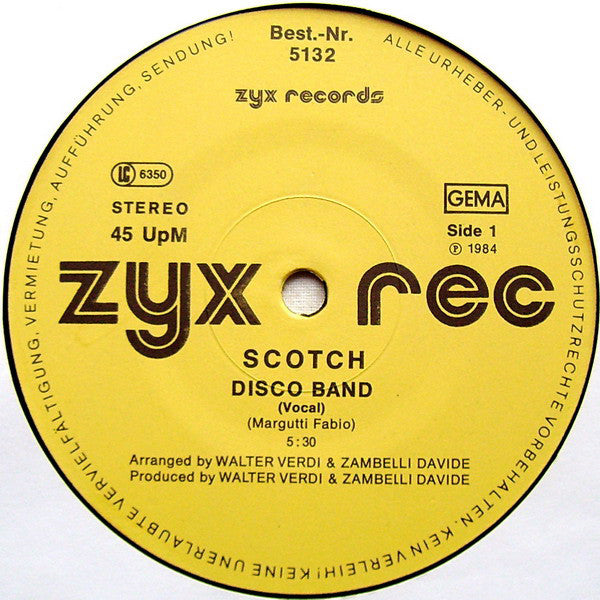 Best.-Nr.
5132
zyx records
LC 6350
STEREO
45 UpM
GEMA
Side 1
Ⓟ 1984
zyx rec
SCOTCH
DISCO BAND
(Vocal)
(Margutti Fabio)
5:30
Arranged by WALTER VERDI & ZAMBELLI DAVIDE
Produced by WALTER VERDI & ZAMBELLI DAVIDE
ALLE URHEBER- UND LEISTUNGSSCHUTZRECHTE VORBEHALTEN. KEIN VERLEIH! KEINE UNERLAUBTE VERVIELFÄLTIGUNG, VERMIETUNG, AUFFÜHRUNG, SENDUNG!